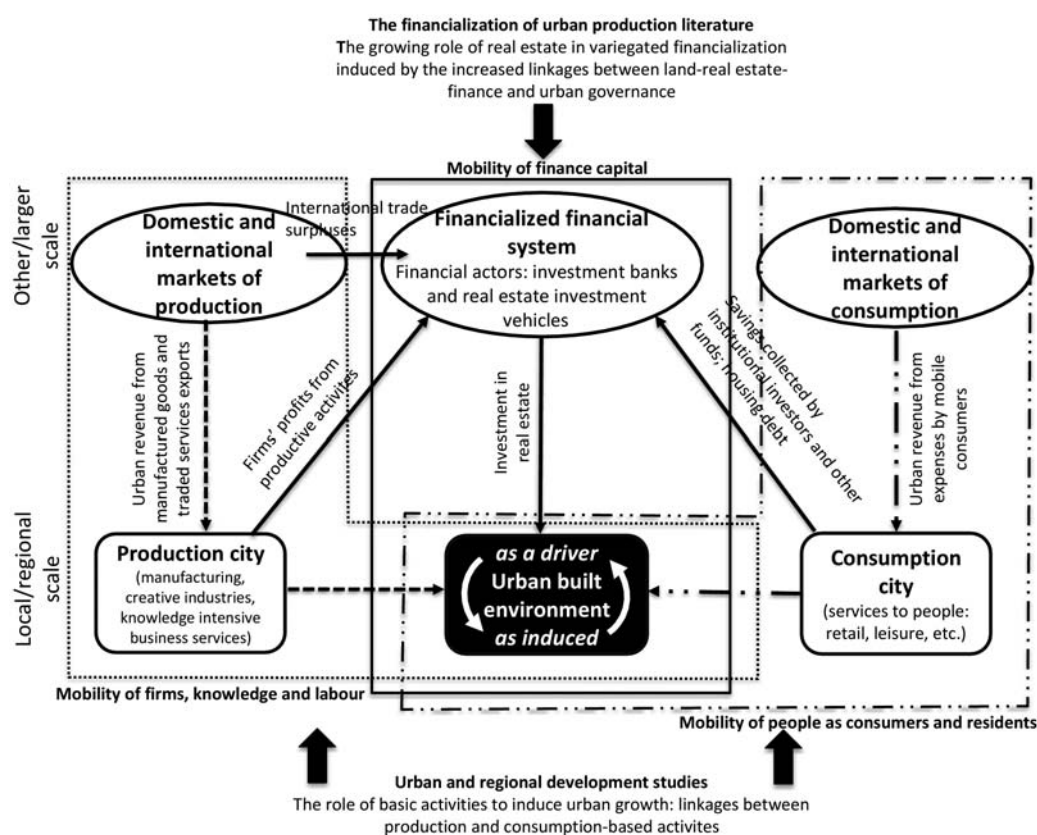 The financialization of urban production literature
The growing role of real estate in variegated financialization
induced by the increased linkages between land-real estate-
finance and urban governance
Mobility of finance capital
Other/larger
scale
Domestic and
international
markets of
production
International trade
surpluses
Financialized financial
system
Financial actors: investment banks
and real estate investment
vehicles
Domestic and
international
markets of
consumption
Urban revenue from
manufactured goods and
traded services exports
Firms' profits from
productive activites
Investment in
real estate
Savings collected by
institutional investors and other
funds; housing debt
Urban revenue from
expenses by mobile
consumers
Local/regional
scale
Production city
(manufacturing,
creative industries,
knowledge intensive
business services)
as a driver
Urban built
environment
as induced
Consumption
city
(services to people:
retail, leisure, etc.)
Mobility of firms, knowledge and labour
Mobility of people as consumers and residents
Urban and regional development studies
The role of basic activities to induce urban growth: linkages between
production and consumption-based activites